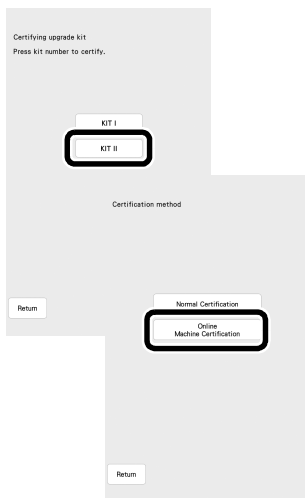 Certifying upgrade kit
Press kit number to certify.
KIT I
KIT II
Return
Certification method
Normal Certification
Online
Machine Certification
Return